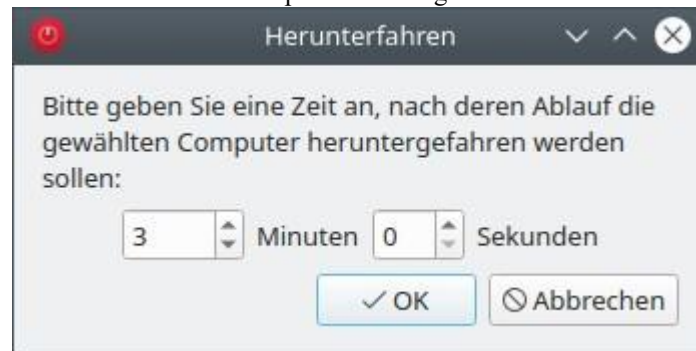 Herunterfahren
Bitte geben Sie eine Zeit an, nach deren Ablauf die
gewählten Computer heruntergefahren werden
sollen:
3 Minuten 0 Sekunden
OK Abbrechen